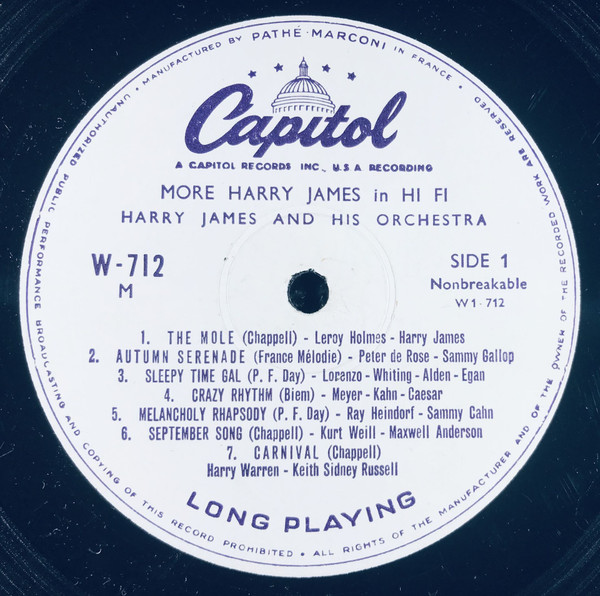 • MANUFACTURED BY PATHÉ-MARCONI IN FRANCE •
Capitol
A CAPITOL RECORDS INC., U.S.A RECORDING
MORE HARRY JAMES in HI FI
HARRY JAMES AND HIS ORCHESTRA
W-712
M
SIDE 1
Nonbreakable
W1-712
1. THE MOLE (Chappell) - Leroy Holmes - Harry James
2. AUTUMN SERENADE (France Mélodie) - Peter de Rose - Sammy Gallop
3. SLEEPY TIME GAL (P. F. Day) - Lorenzo - Whiting - Alden - Egan
4. CRAZY RHYTHM (Biem) - Meyer - Kahn - Caesar
5. MELANCHOLY RHAPSODY (P. F. Day) - Ray Heindorf - Sammy Cahn
6. SEPTEMBER SONG (Chappell) - Kurt Weill - Maxwell Anderson
7. CARNIVAL (Chappell)
Harry Warren - Keith Sidney Russell
LONG PLAYING
UNAUTHORIZED PUBLIC PERFORMANCE BROADCASTING AND COPYING OF THIS RECORD PROHIBITED • ALL RIGHTS OF THE MANUFACTURER AND OF THE OWNER OF THE RECORDED WORK ARE RESERVED